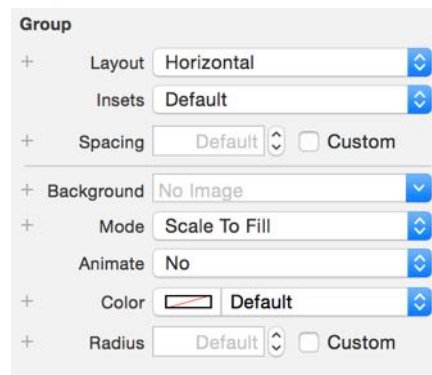 Group
+ Layout Horizontal
Insets Default
+ Spacing Default Custom
+ Background No Image
+ Mode Scale To Fill
Animate No
+ Color Default
+ Radius Default Custom